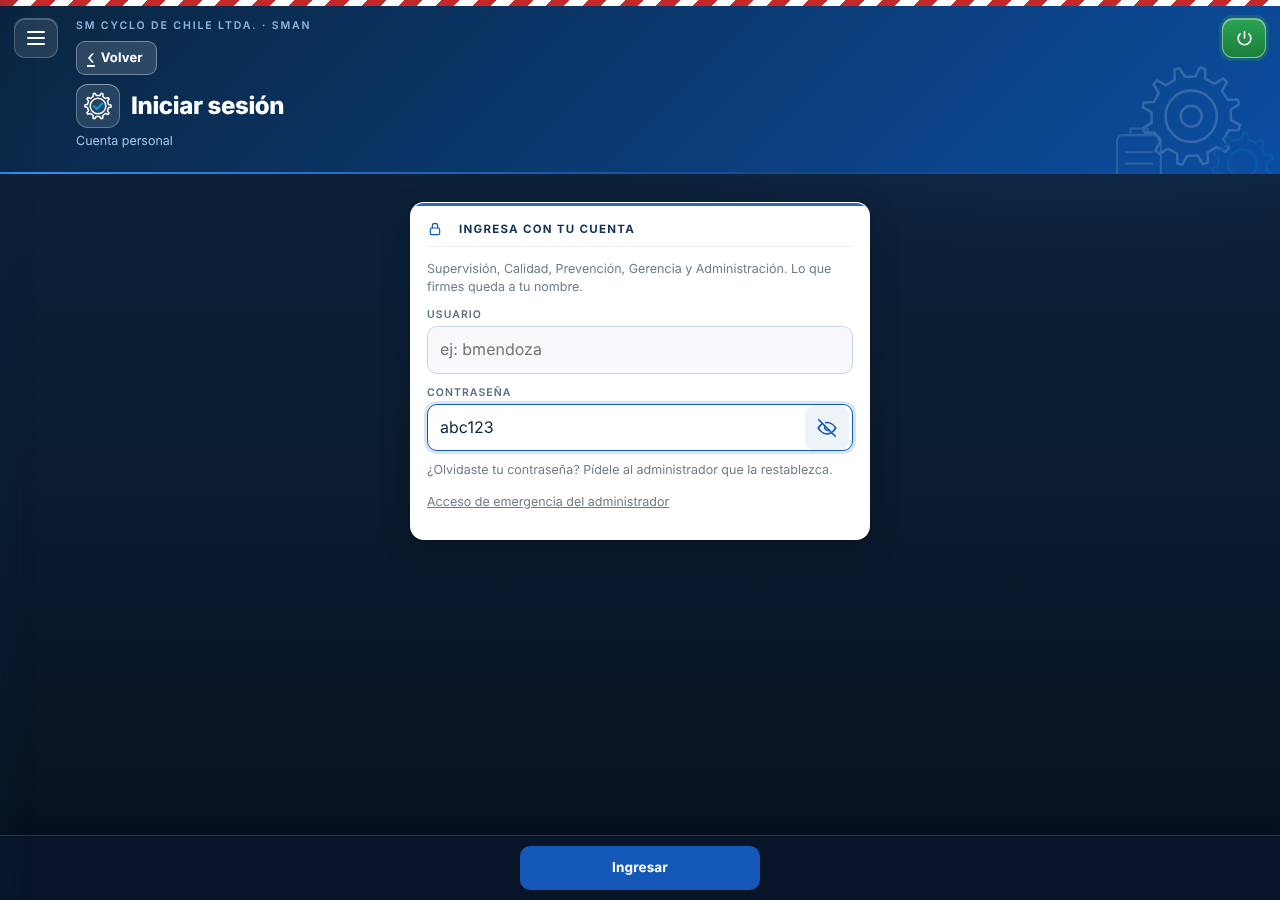 SM CYCLO DE CHILE LTDA. · SMAN
‹ Volver
Iniciar sesión
Cuenta personal
INGRESA CON TU CUENTA
Supervisión, Calidad, Prevención, Gerencia y Administración. Lo que
firmes queda a tu nombre.
USUARIO
ej: bmendoza
CONTRASEÑA
abc123
¿Olvidaste tu contraseña? Pídele al administrador que la restablezca.
Acceso de emergencia del administrador
Ingresar